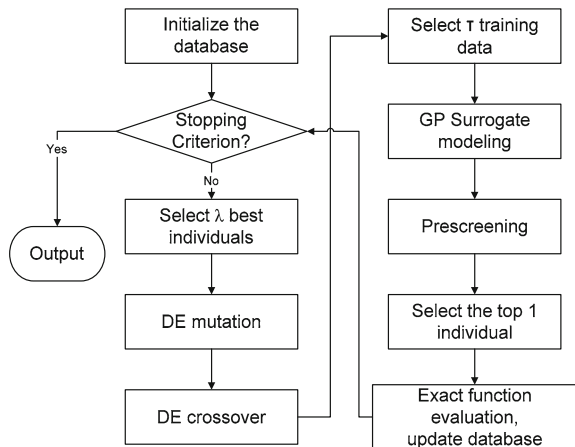 Initialize the
database
Stopping
Criterion?
Yes
No
Output
Select λ best
individuals
DE mutation
DE crossover
Select τ training
data
GP Surrogate
modeling
Prescreening
Select the top 1
individual
Exact function
evaluation,
update database